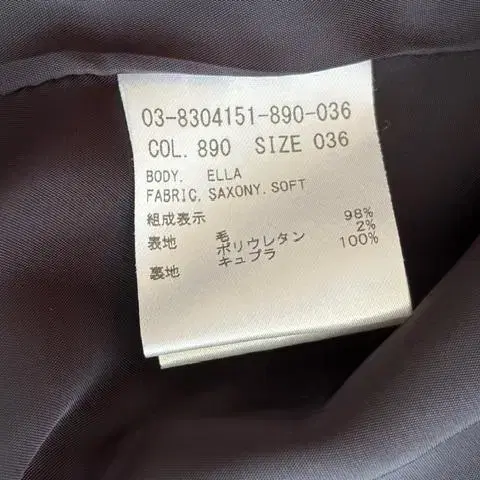 03-8304151-890-036
COL. 890 SIZE 036
BODY. ELLA
FABRIC. SAXONY. SOFT
組成表示
表地 毛 98%
ポリウレタン 2%
裏地 キュプラ 100%